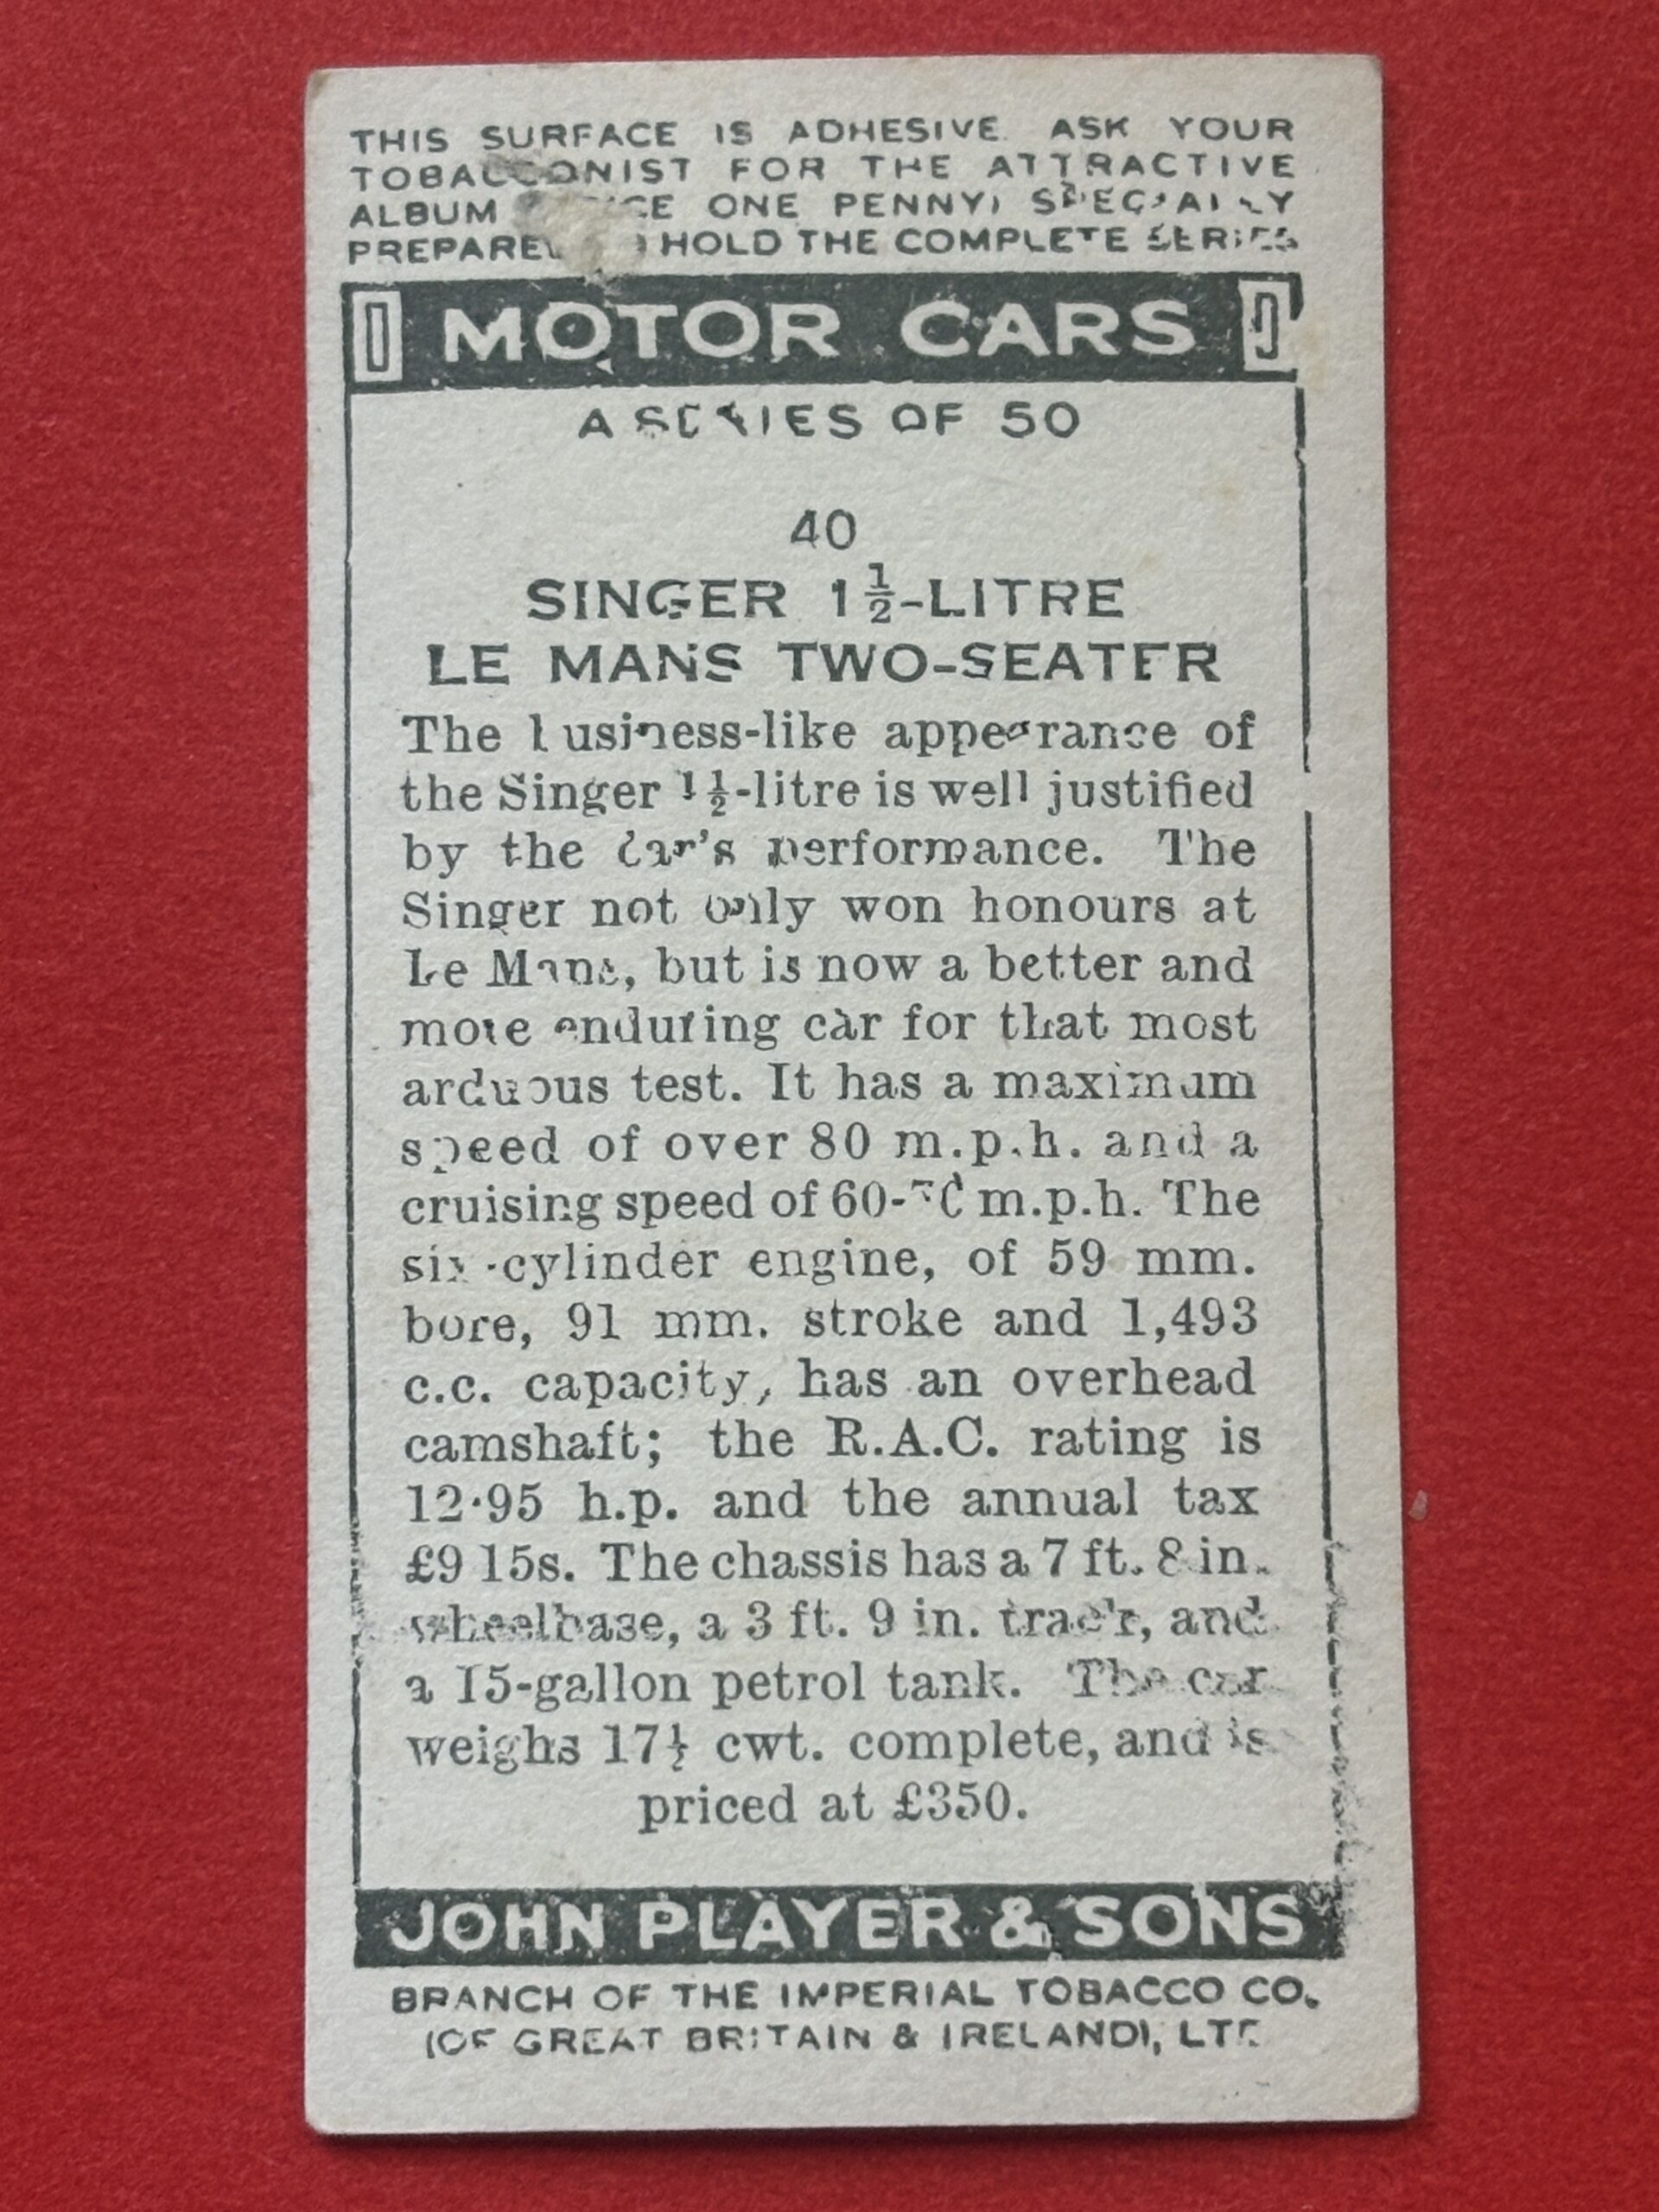 THIS SURFACE IS ADHESIVE. ASK YOUR
TOBACCONIST FOR THE ATTRACTIVE
ALBUM (PRICE ONE PENNY) SPECIALLY
PREPARED TO HOLD THE COMPLETE SERIES
MOTOR CARS
A SERIES OF 50
40
SINGER 1½-LITRE
LE MANS TWO-SEATER
The business-like appearance of
the Singer 1½-litre is well justified
by the car's performance. The
Singer not only won honours at
Le Mans, but is now a better and
more enduring car for that most
arduous test. It has a maximum
speed of over 80 m.p.h. and a
cruising speed of 60-70 m.p.h. The
six-cylinder engine, of 59 mm.
bore, 91 mm. stroke and 1,493
c.c. capacity, has an overhead
camshaft; the R.A.C. rating is
12·95 h.p. and the annual tax
£9 15s. The chassis has a 7 ft. 8 in.
wheelbase, a 3 ft. 9 in. track, and
a 15-gallon petrol tank. The car
weighs 17½ cwt. complete, and is
priced at £350.
JOHN PLAYER & SONS
BRANCH OF THE IMPERIAL TOBACCO CO.
(OF GREAT BRITAIN & IRELAND), LTD.